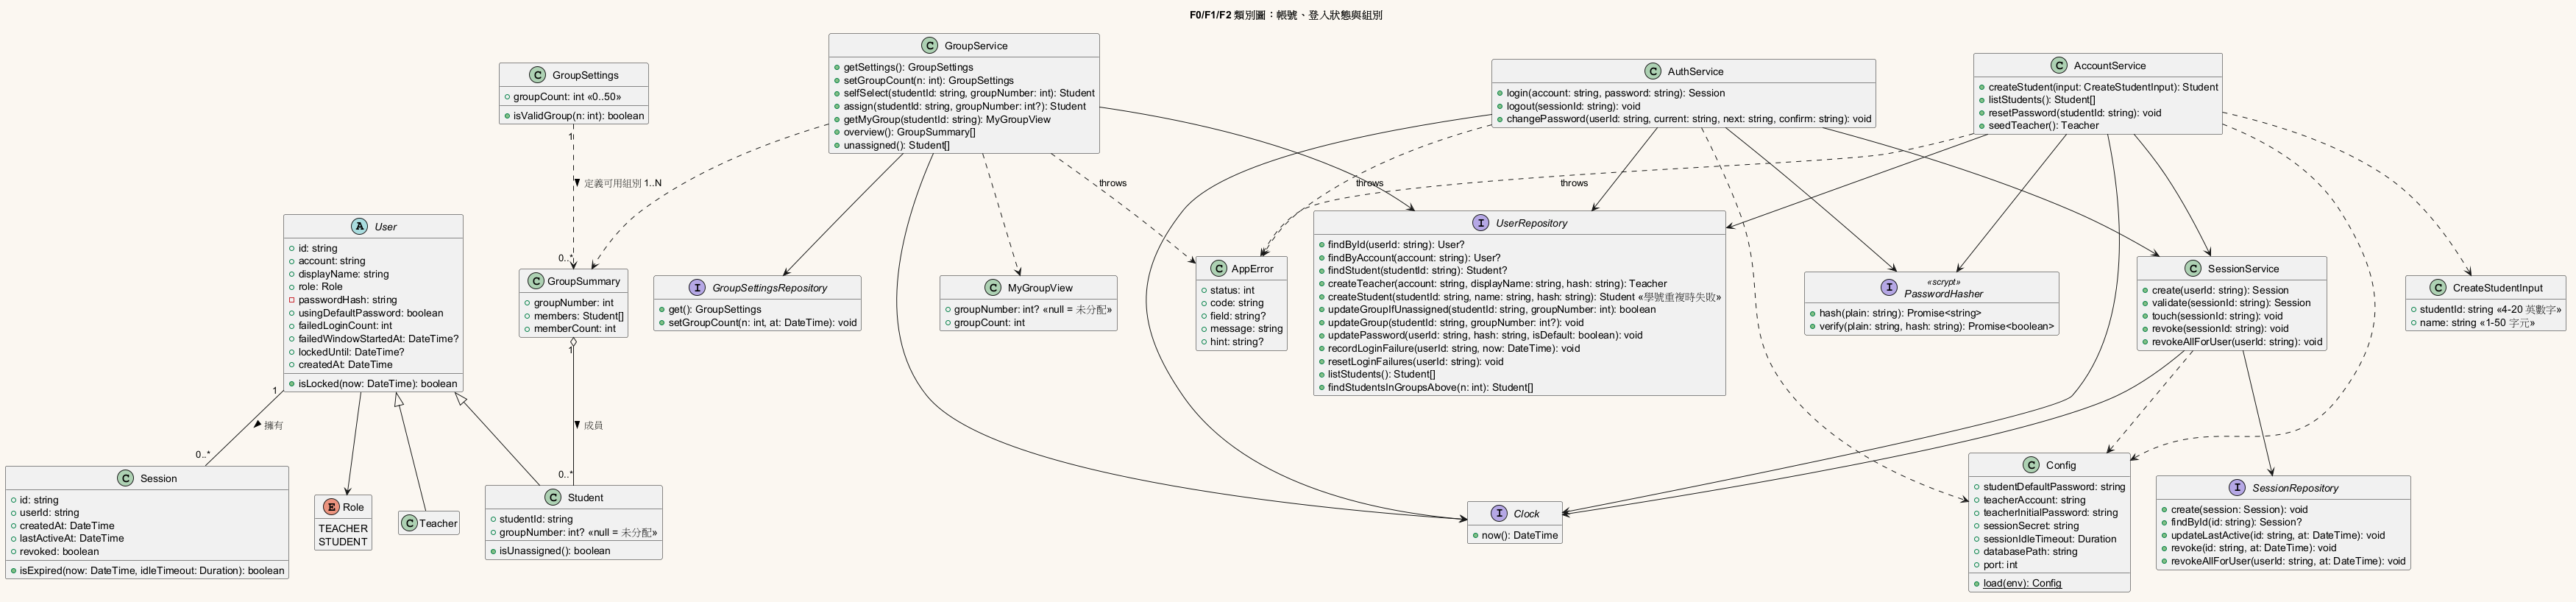 F0/F1/F2 類別圖：帳號、登入狀態與組別
C GroupService
+ getSettings(): GroupSettings
+ setGroupCount(n: int): GroupSettings
+ selfSelect(studentId: string, groupNumber: int): Student
+ assign(studentId: string, groupNumber: int?): Student
+ getMyGroup(studentId: string): MyGroupView
+ overview(): GroupSummary[]
+ unassigned(): Student[]
C GroupSettings
groupCount: int «0..50»
isValidGroup(n: int): boolean
C AuthService
login(account: string, password: string): Session
logout(sessionId: string): void
changePassword(userId: string, current: string, next: string, confirm: string): void
C AccountService
createStudent(input: CreateStudentInput): Student
listStudents(): Student[]
resetPassword(studentId: string): void
seedTeacher(): Teacher
1
定義可用組別 1..N
0..*
throws
throws
throws
A User
id: string
account: string
displayName: string
role: Role
passwordHash: string
usingDefaultPassword: boolean
failedLoginCount: int
failedWindowStartedAt: DateTime?
lockedUntil: DateTime?
createdAt: DateTime
isLocked(now: DateTime): boolean
C GroupSummary
groupNumber: int
members: Student[]
memberCount: int
I GroupSettingsRepository
get(): GroupSettings
setGroupCount(n: int, at: DateTime): void
C MyGroupView
groupNumber: int? «null = 未分配»
groupCount: int
C AppError
status: int
code: string
field: string?
message: string
hint: string?
I UserRepository
findById(userId: string): User?
findByAccount(account: string): User?
findStudent(studentId: string): Student?
createTeacher(account: string, displayName: string, hash: string): Teacher
createStudent(studentId: string, name: string, hash: string): Student «學號重複時失敗»
updateGroupIfUnassigned(studentId: string, groupNumber: int): boolean
updateGroup(studentId: string, groupNumber: int?): void
updatePassword(userId: string, hash: string, isDefault: boolean): void
recordLoginFailure(userId: string, now: DateTime): void
resetLoginFailures(userId: string): void
listStudents(): Student[]
findStudentsInGroupsAbove(n: int): Student[]
«scrypt»
I PasswordHasher
hash(plain: string): Promise<string>
verify(plain: string, hash: string): Promise<boolean>
C SessionService
create(userId: string): Session
validate(sessionId: string): Session
touch(sessionId: string): void
revoke(sessionId: string): void
revokeAllForUser(userId: string): void
C CreateStudentInput
studentId: string «4-20 英數字»
name: string «1-50 字元»
1
擁有
0..*
1
成員
0..*
C Session
id: string
userId: string
createdAt: DateTime
lastActiveAt: DateTime
revoked: boolean
isExpired(now: DateTime, idleTimeout: Duration): boolean
E Role
TEACHER
STUDENT
C Teacher
C Student
studentId: string
groupNumber: int? «null = 未分配»
isUnassigned(): boolean
I Clock
now(): DateTime
C Config
studentDefaultPassword: string
teacherAccount: string
teacherInitialPassword: string
sessionSecret: string
sessionIdleTimeout: Duration
databasePath: string
port: int
load(env): Config
I SessionRepository
create(session: Session): void
findById(id: string): Session?
updateLastActive(id: string, at: DateTime): void
revoke(id: string, at: DateTime): void
revokeAllForUser(userId: string, at: DateTime): void